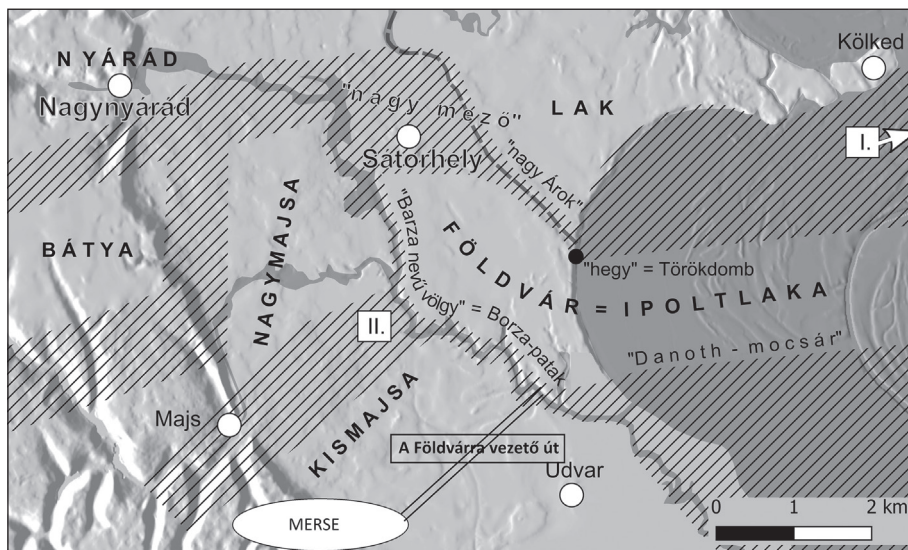 NYÁRÁD
Nagynyárád
"nagy mező"
Sátorhely
LAK
Kölked
I.
"nagy Árok"
BÁTYA
NAGYMAJSA
"Barza nevű völgy" = Borza-patak
FÖLDVÁR = IPOLTLAKA
"hegy" = Törökdomb
"Danoth - mocsár"
II.
Majs
KISMAJSA
A Földvárra vezető út
Udvar
MERSE
0 1 2 km